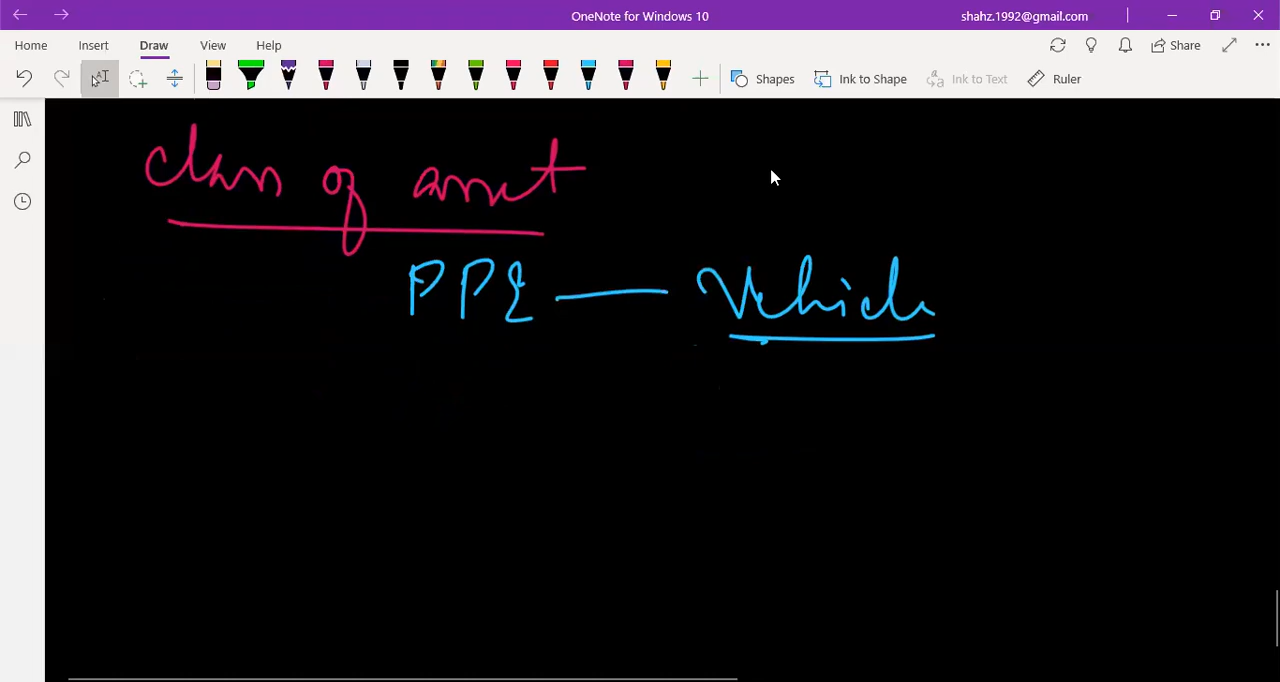 OneNote for Windows 10
shahz.1992@gmail.com
Home Insert Draw View Help
Share
Shapes Ink to Shape Ink to Text Ruler
Class of asset
PPE — Vehicle